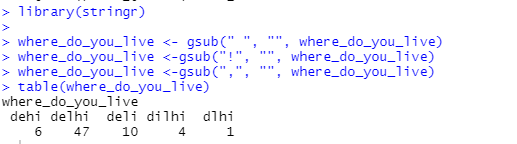 > library(stringr)
>
> where_do_you_live <- gsub(" ", "", where_do_you_live)
> where_do_you_live <-gsub("!", "", where_do_you_live)
> where_do_you_live <-gsub(",", "", where_do_you_live)
> table(where_do_you_live)
where_do_you_live
 dehi delhi  deli dilhi  dlhi
    6    47    10     4     1